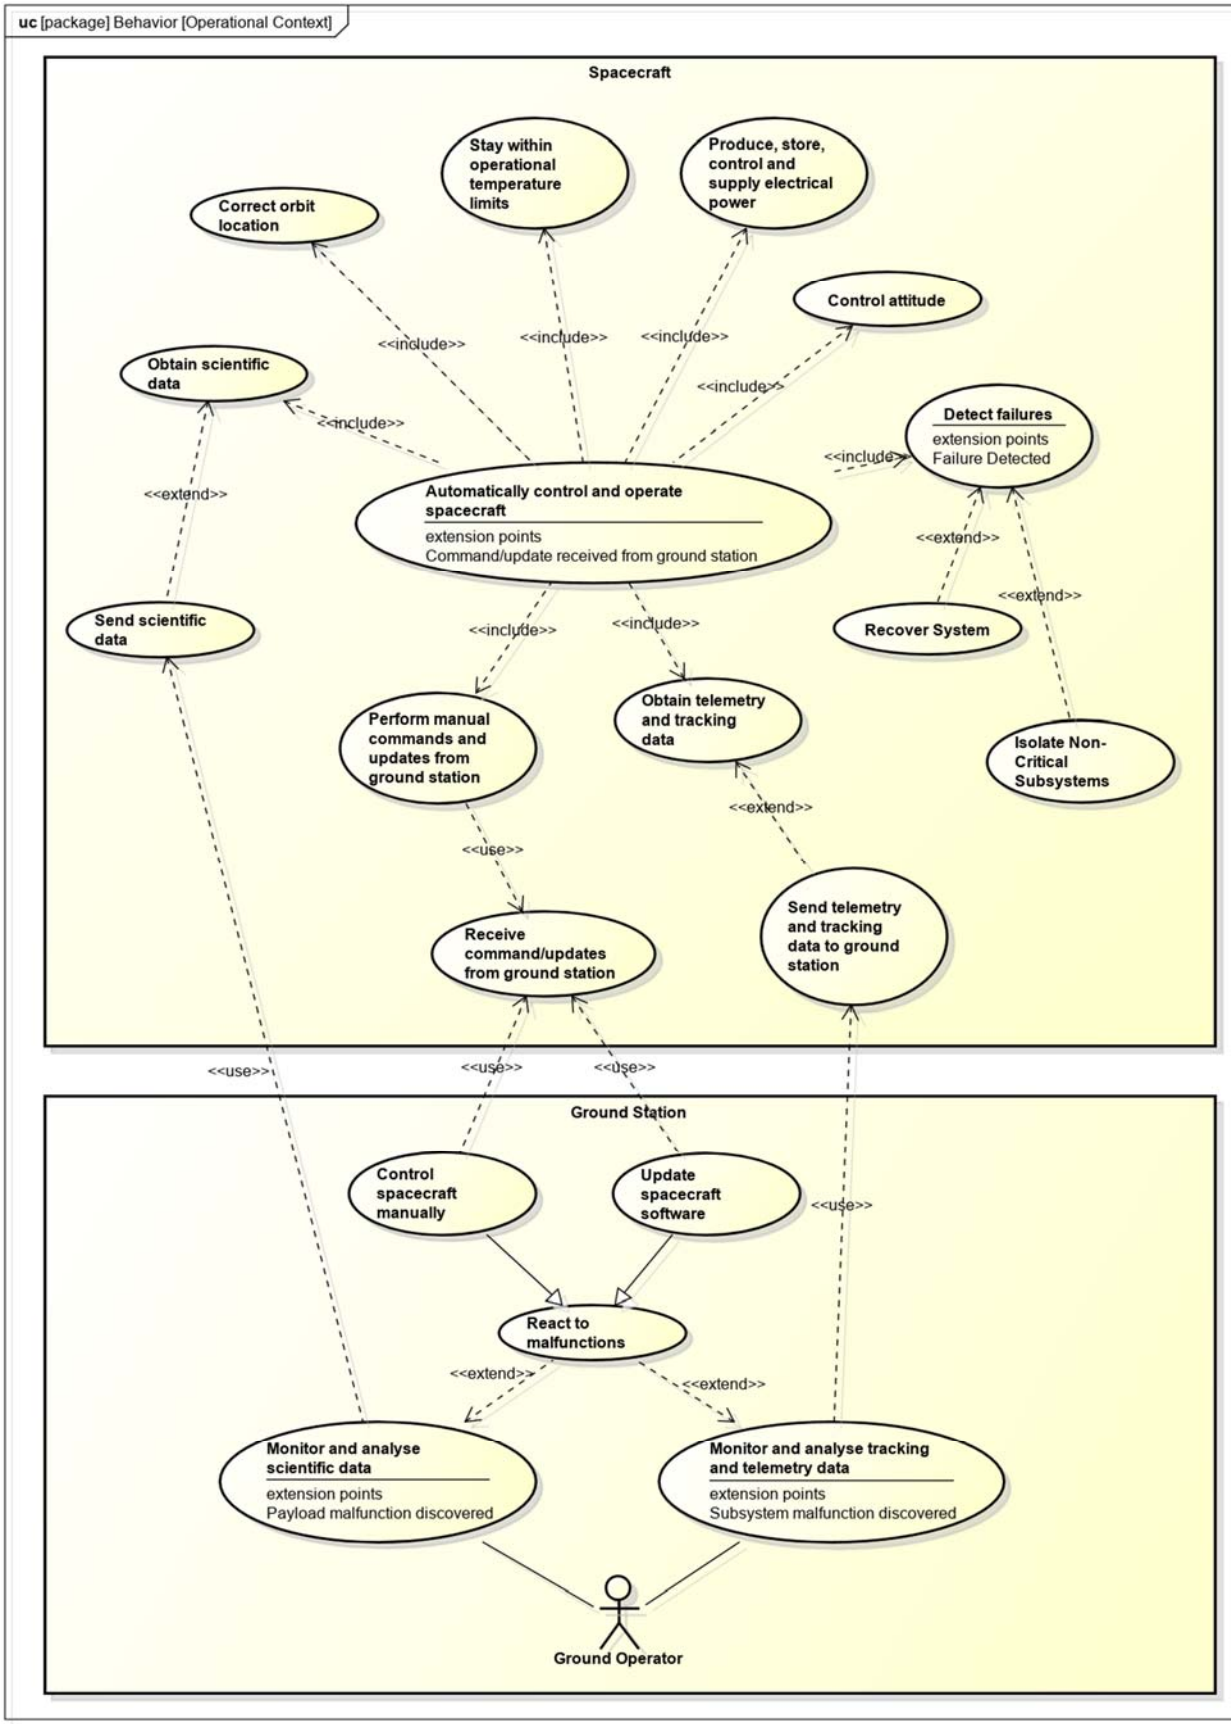 uc [package] Behavior [Operational Context]
Spacecraft
Stay within
operational
temperature
limits
Produce, store,
control and
supply electrical
power
Correct orbit
location
Control attitude
<<include>>
<<include>>
<<include>>
<<include>>
Obtain scientific
data
<<include>>
Detect failures
extension points
Failure Detected
<<include>>
Automatically control and operate
spacecraft
extension points
Command/update received from ground station
<<extend>>
<<extend>>
<<extend>>
Send scientific
data
<<include>>
<<include>>
Recover System
Perform manual
commands and
updates from
ground station
Obtain telemetry
and tracking
data
Isolate Non-
Critical
Subsystems
<<extend>>
<<use>>
Receive
command/updates
from ground station
Send telemetry
and tracking
data to ground
station
<<use>>
<<use>>
<<use>>
Ground Station
Control
spacecraft
manually
Update
spacecraft
software
<<use>>
React to
malfunctions
<<extend>>
<<extend>>
Monitor and analyse
scientific data
extension points
Payload malfunction discovered
Monitor and analyse tracking
and telemetry data
extension points
Subsystem malfunction discovered
Ground Operator